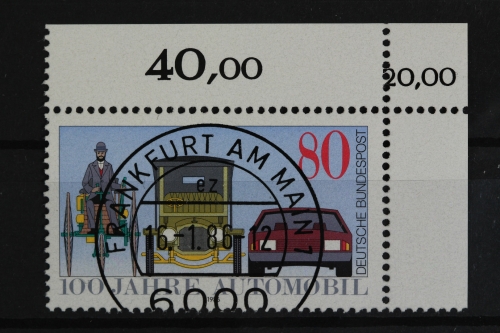 40,00
20,00
80
DEUTSCHE BUNDESPOST
FRANKFURT AM MAIN 1
ez
16.-1.86-12
6000
100 JAHRE AUTOMOBIL
1986